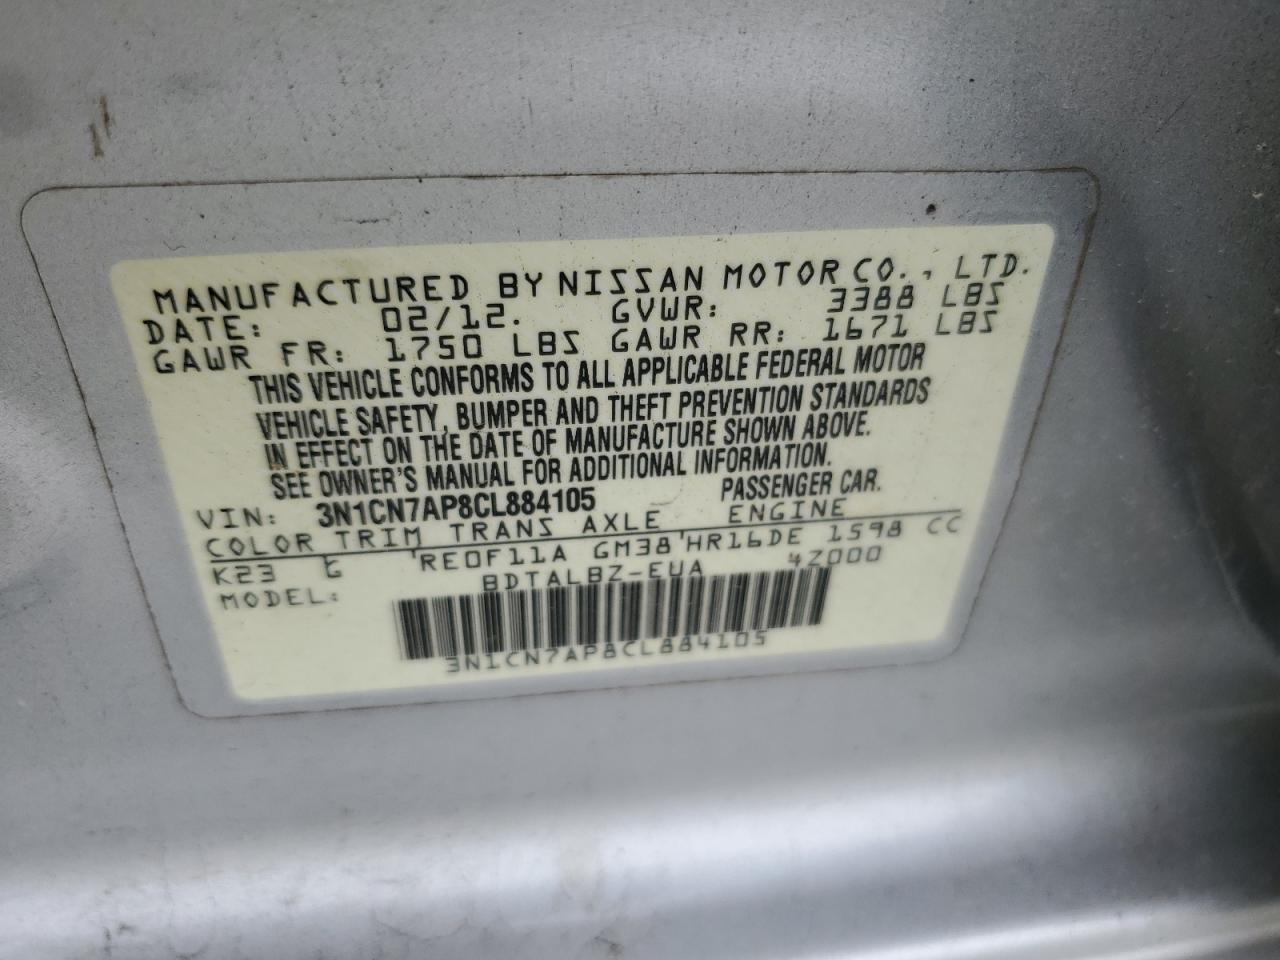 MANUFACTURED BY NISSAN MOTOR CO., LTD.
DATE: 02/12. GVWR: 3388 LBS
GAWR FR: 1750 LBS GAWR RR: 1671 LBS
THIS VEHICLE CONFORMS TO ALL APPLICABLE FEDERAL MOTOR
VEHICLE SAFETY, BUMPER AND THEFT PREVENTION STANDARDS
IN EFFECT ON THE DATE OF MANUFACTURE SHOWN ABOVE.
SEE OWNER'S MANUAL FOR ADDITIONAL INFORMATION.
VIN: 3N1CN7AP8CL884105 PASSENGER CAR.
COLOR TRIM TRANS AXLE ENGINE
K23 G RE0F11A GM38 HR16DE 1598 CC
MODEL: BDTALBZ-EUA 4Z000
3N1CN7AP8CL884105